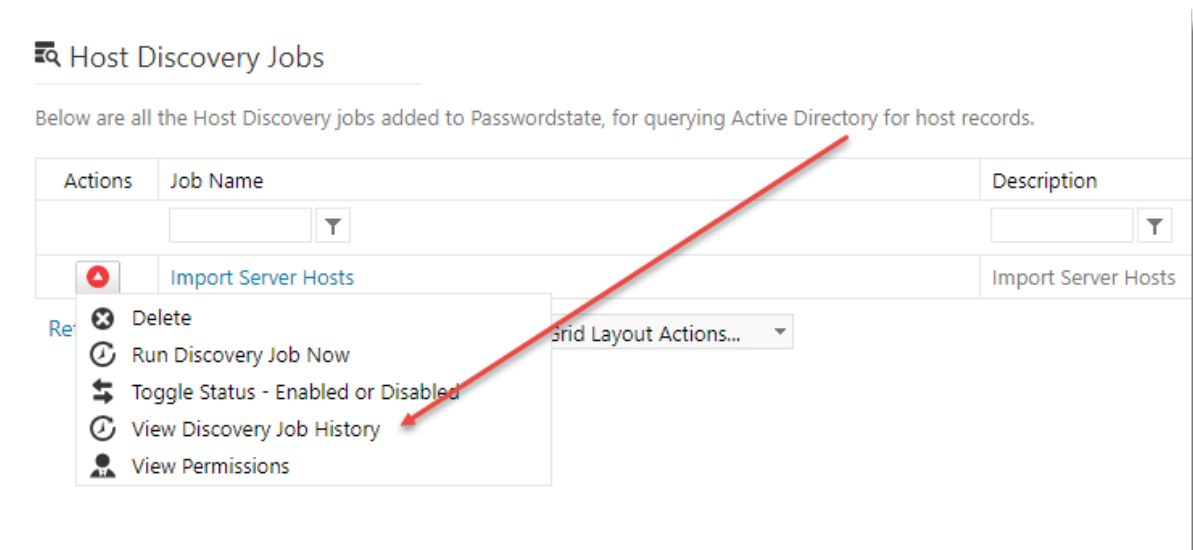 Host Discovery Jobs
Below are all the Host Discovery jobs added to Passwordstate, for querying Active Directory for host records.
Actions Job Name Description
Import Server Hosts Import Server Hosts
Delete
Grid Layout Actions...
Run Discovery Job Now
Toggle Status - Enabled or Disabled
View Discovery Job History
View Permissions